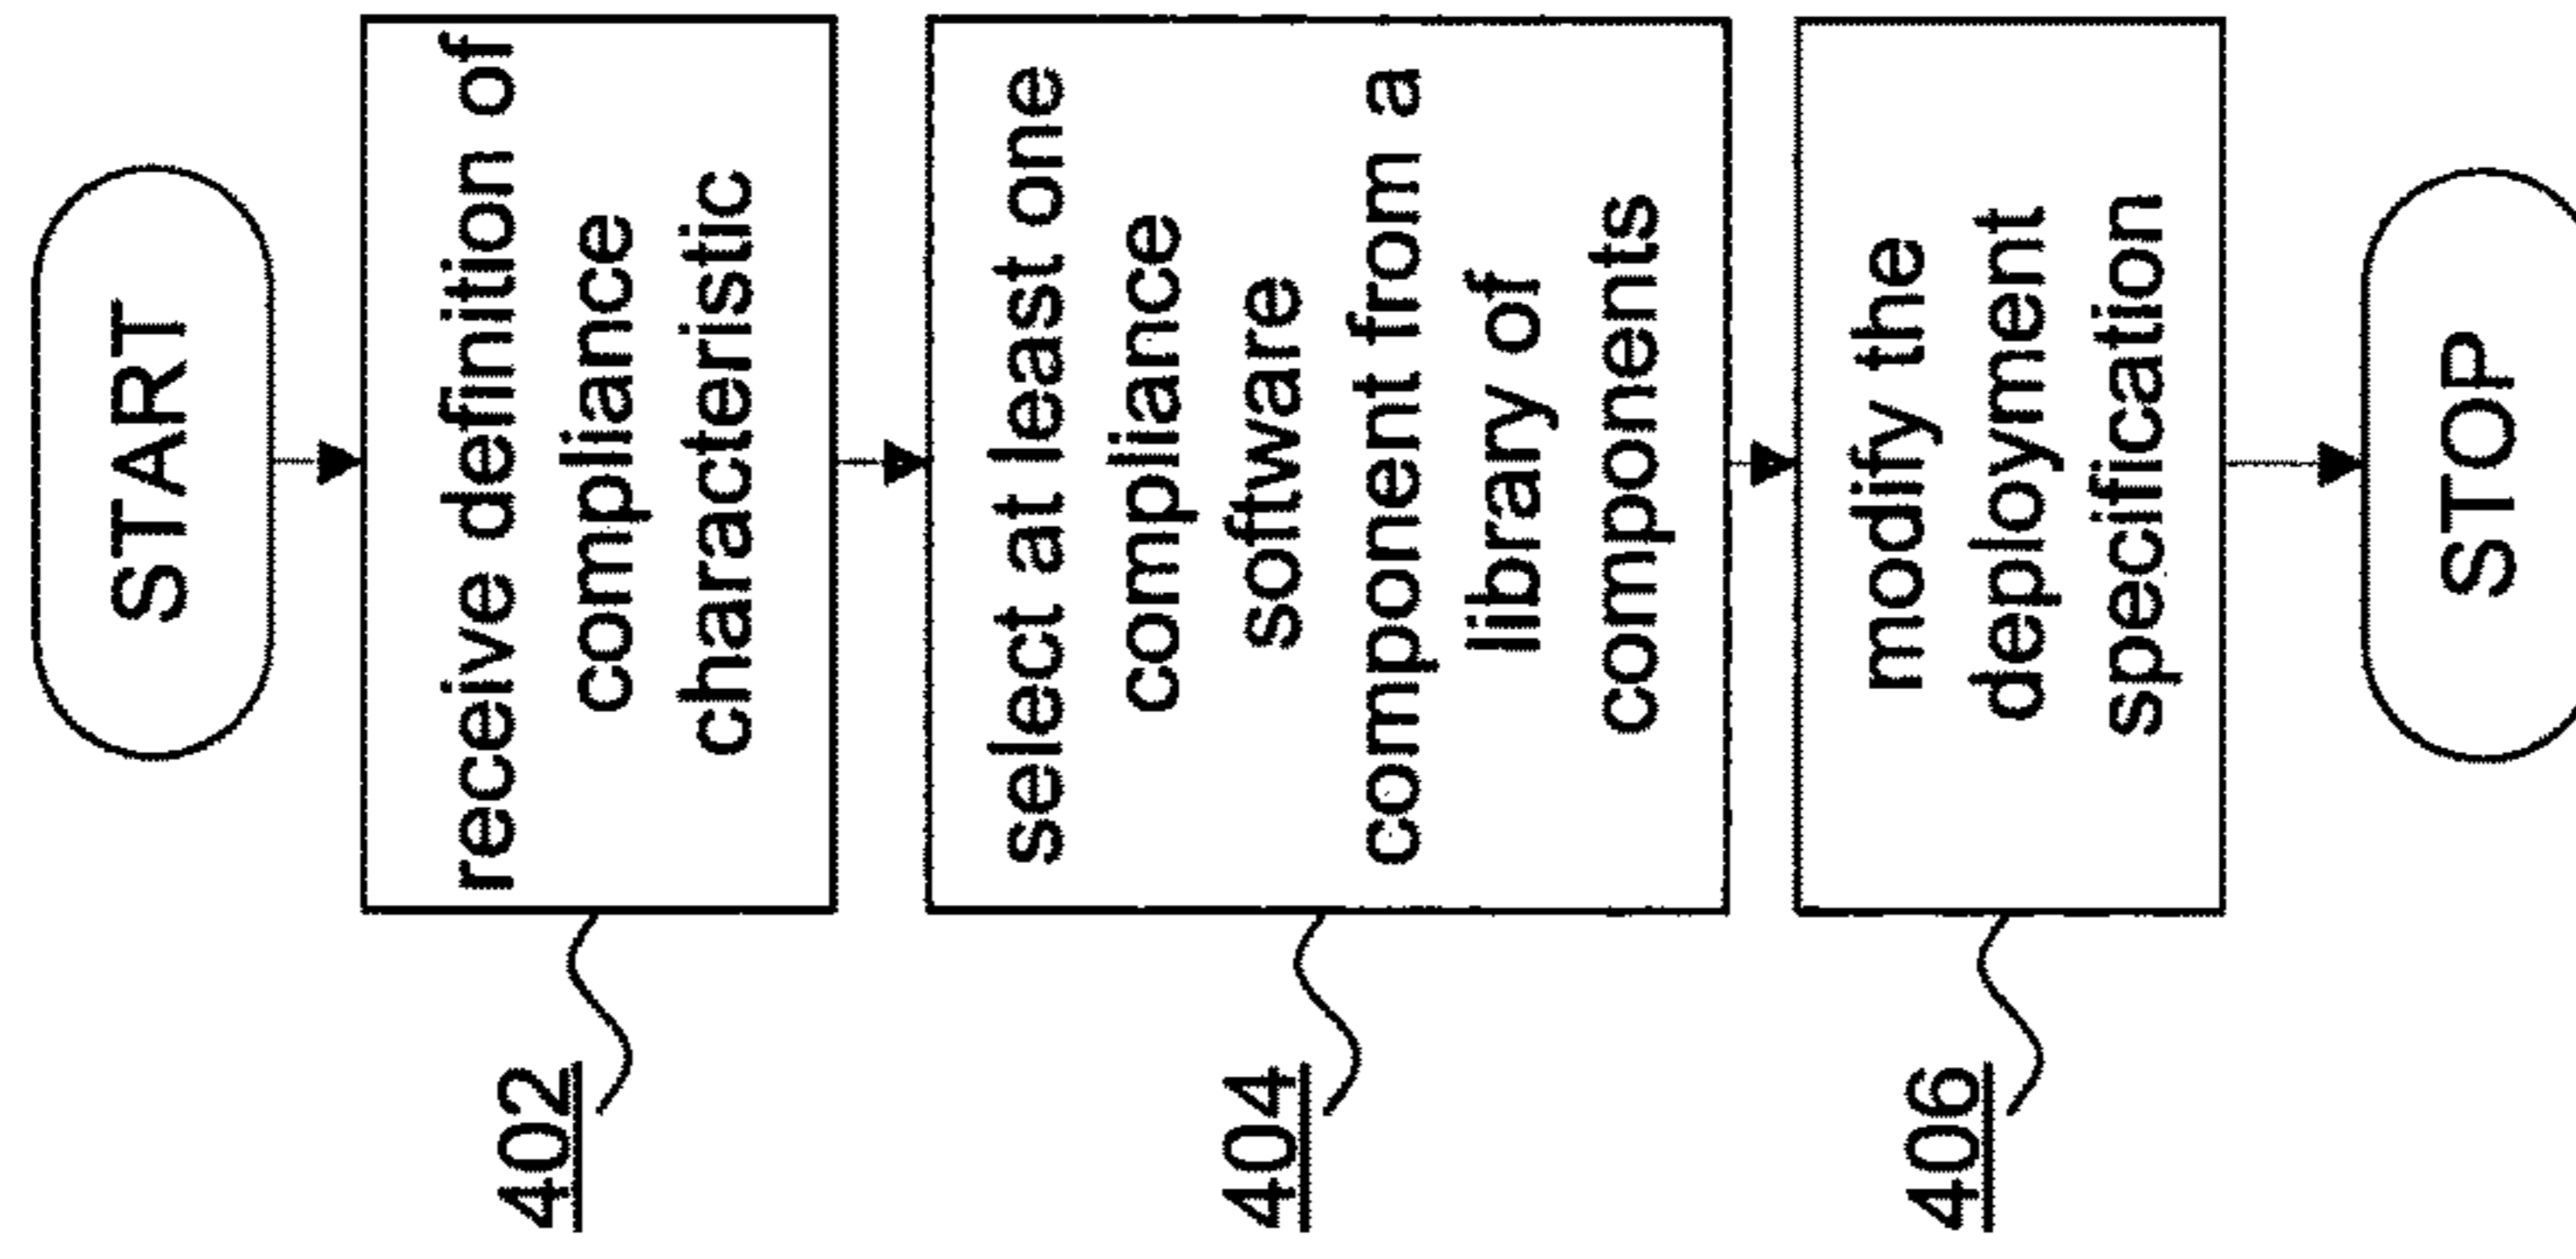 START
receive definition of
compliance
characteristic
402
select at least one
compliance
software
component from a
library of
components
404
modify the
deployment
specification
406
STOP